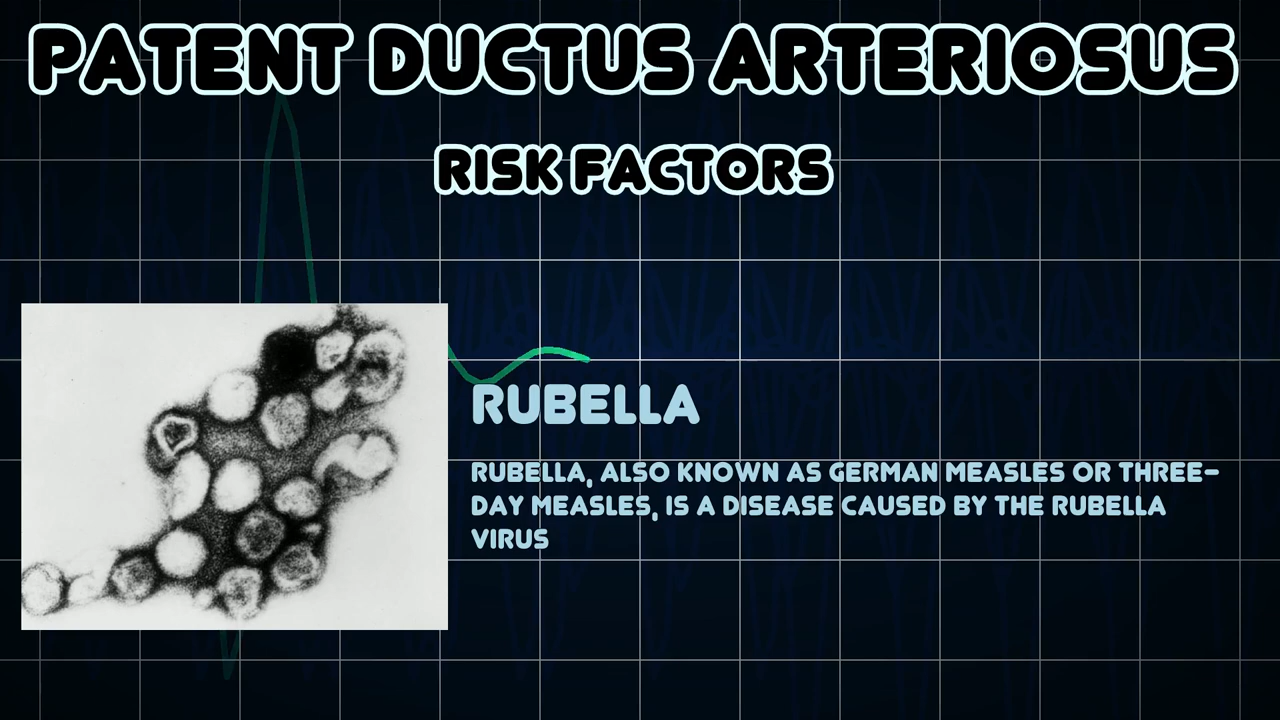 PATENT DUCTUS ARTERIOSUS
RISK FACTORS
RUBELLA
RUBELLA, ALSO KNOWN AS GERMAN MEASLES OR THREE-
DAY MEASLES, IS A DISEASE CAUSED BY THE RUBELLA
VIRUS